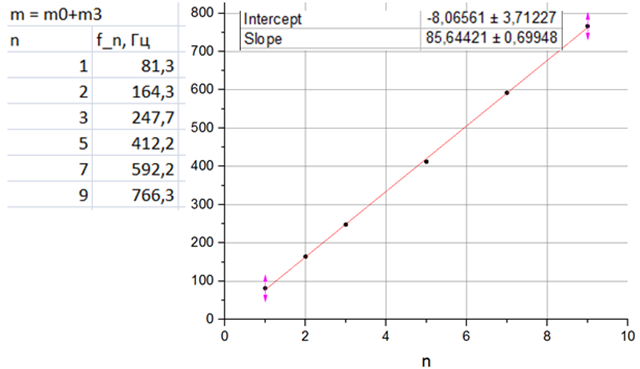 m = m0+m3
n f_n, Гц
1 81,3
2 164,3
3 247,7
5 412,2
7 592,2
9 766,3
Intercept -8,06561 ± 3,71227
Slope 85,64421 ± 0,69948
800
700
600
500
400
300
200
100
0
0 2 4 6 8 10
n